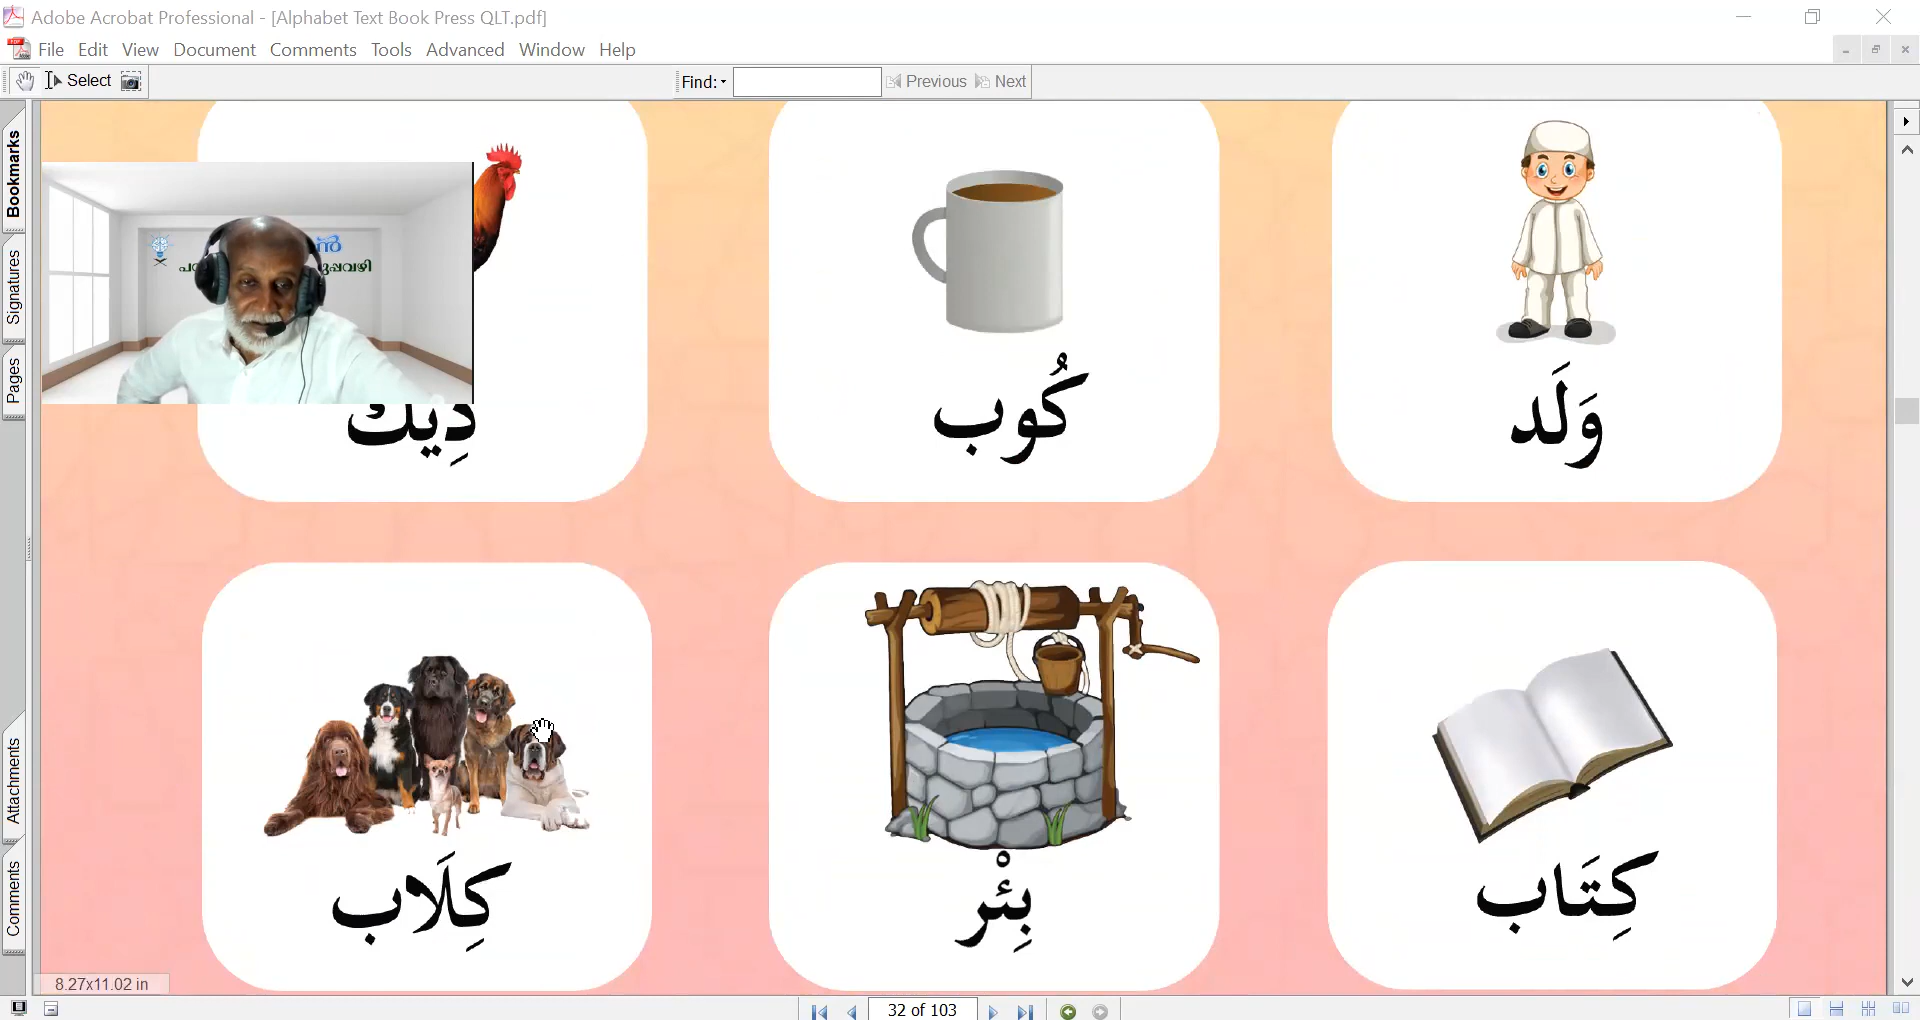 Adobe Acrobat Professional - [Alphabet Text Book Press QLT.pdf]
File Edit View Document Comments Tools Advanced Window Help
Select Find: Previous Next
Bookmarks
Signatures
Pages
Attachments
Comments
وَلَد كُوب دِيك
كِتَاب بِئْر كِلَاب
8.27x11.02 in
32 of 103